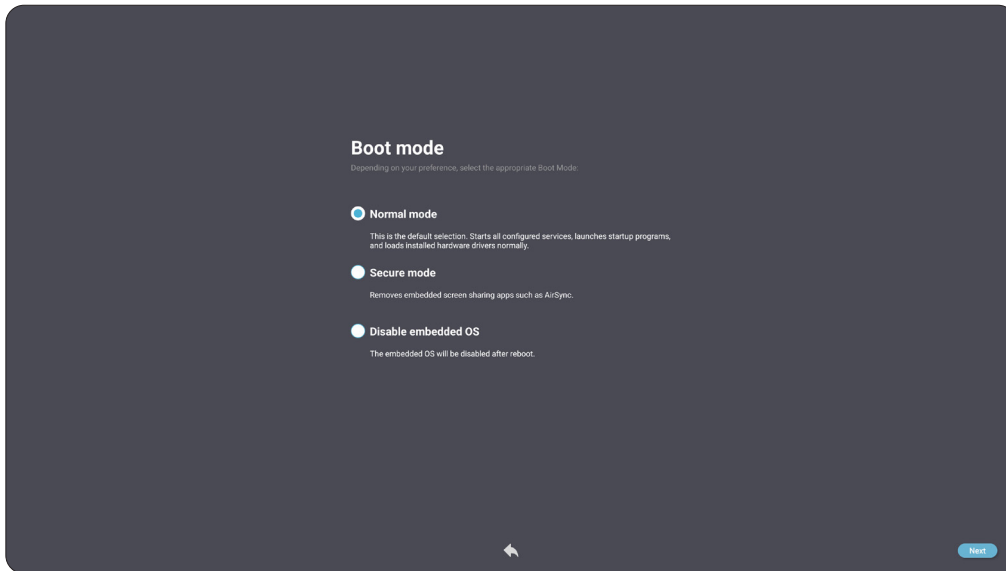 Boot mode
Depending on your preference, select the appropriate Boot Mode.
Normal mode
This is the default selection. Starts all configured services, launches startup programs,
and loads installed hardware drivers normally.
Secure mode
Removes embedded screen sharing apps such as AirSync.
Disable embedded OS
The embedded OS will be disabled after reboot.
Next